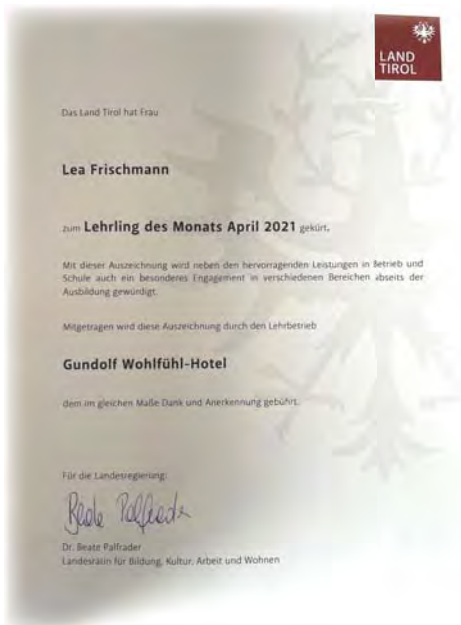 LAND
TIROL
Das Land Tirol hat Frau
Lea Frischmann
zum Lehrling des Monats April 2021 gekürt.
Mit dieser Auszeichnung wird neben den hervorragenden Leistungen in Betrieb und
Schule auch ein besonderes Engagement in verschiedenen Bereichen abseits der
Ausbildung gewürdigt.
Mitgetragen wird diese Auszeichnung durch den Lehrbetrieb
Gundolf Wohlfühl-Hotel
dem im gleichen Maße Dank und Anerkennung gebührt.
Für die Landesregierung:
Beate Palfrader
Dr. Beate Palfrader
Landesrätin für Bildung, Kultur, Arbeit und Wohnen